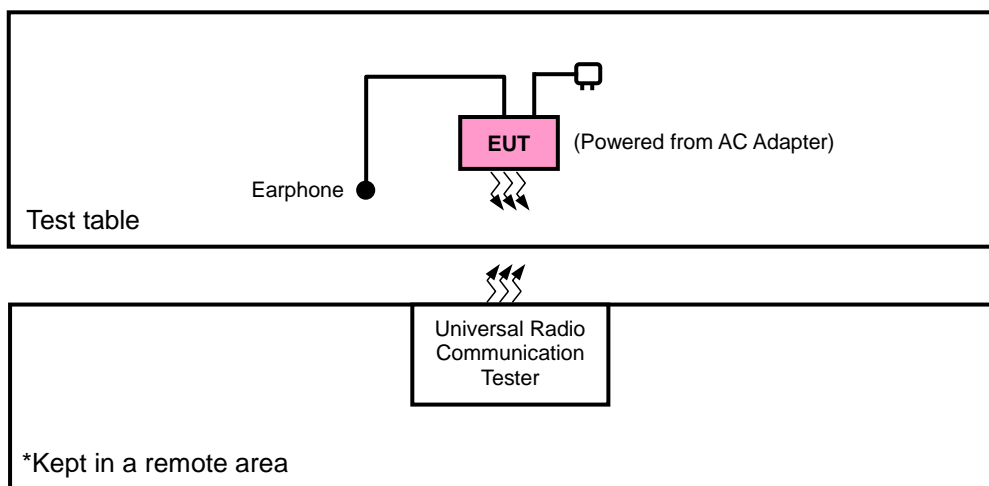 EUT
(Powered from AC Adapter)
Earphone
Test table
Universal Radio
Communication
Tester
*Kept in a remote area